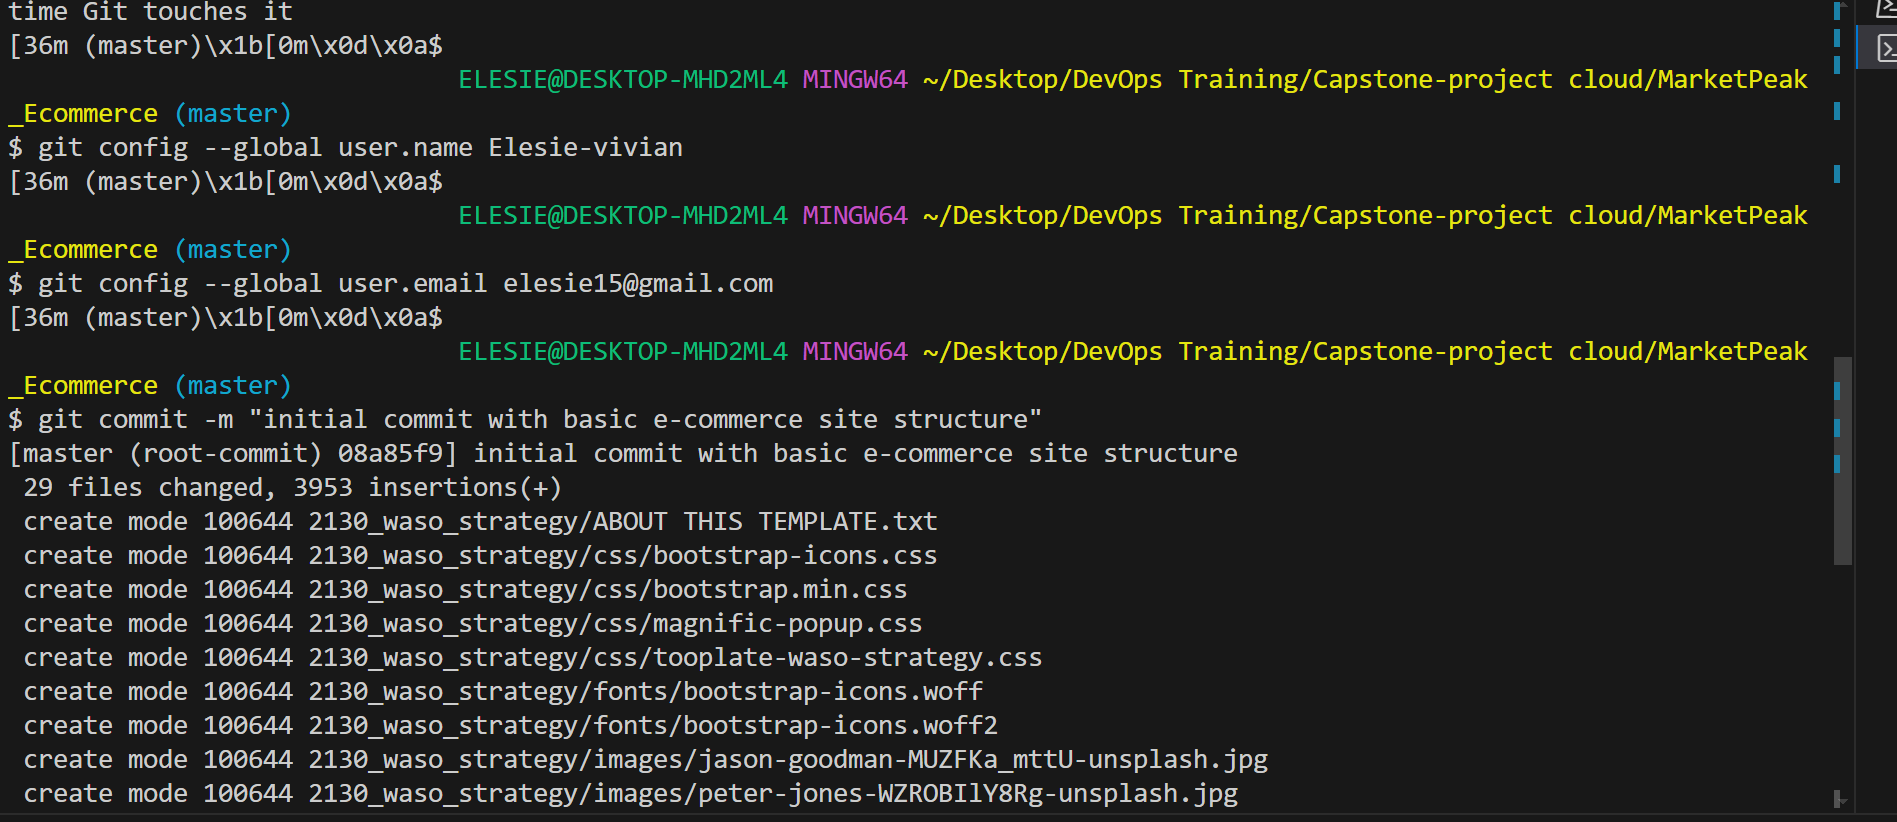 time Git touches it
[36m (master)\x1b[0m\x0d\x0a$
ELESIE@DESKTOP-MHD2ML4 MINGW64 ~/Desktop/DevOps Training/Capstone-project cloud/MarketPeak
_Ecommerce (master)
$ git config --global user.name Elesie-vivian
[36m (master)\x1b[0m\x0d\x0a$
ELESIE@DESKTOP-MHD2ML4 MINGW64 ~/Desktop/DevOps Training/Capstone-project cloud/MarketPeak
_Ecommerce (master)
$ git config --global user.email elesie15@gmail.com
[36m (master)\x1b[0m\x0d\x0a$
ELESIE@DESKTOP-MHD2ML4 MINGW64 ~/Desktop/DevOps Training/Capstone-project cloud/MarketPeak
_Ecommerce (master)
$ git commit -m "initial commit with basic e-commerce site structure"
[master (root-commit) 08a85f9] initial commit with basic e-commerce site structure
 29 files changed, 3953 insertions(+)
 create mode 100644 2130_waso_strategy/ABOUT THIS TEMPLATE.txt
 create mode 100644 2130_waso_strategy/css/bootstrap-icons.css
 create mode 100644 2130_waso_strategy/css/bootstrap.min.css
 create mode 100644 2130_waso_strategy/css/magnific-popup.css
 create mode 100644 2130_waso_strategy/css/tooplate-waso-strategy.css
 create mode 100644 2130_waso_strategy/fonts/bootstrap-icons.woff
 create mode 100644 2130_waso_strategy/fonts/bootstrap-icons.woff2
 create mode 100644 2130_waso_strategy/images/jason-goodman-MUZFKa_mttU-unsplash.jpg
 create mode 100644 2130_waso_strategy/images/peter-jones-WZROBIlY8Rg-unsplash.jpg